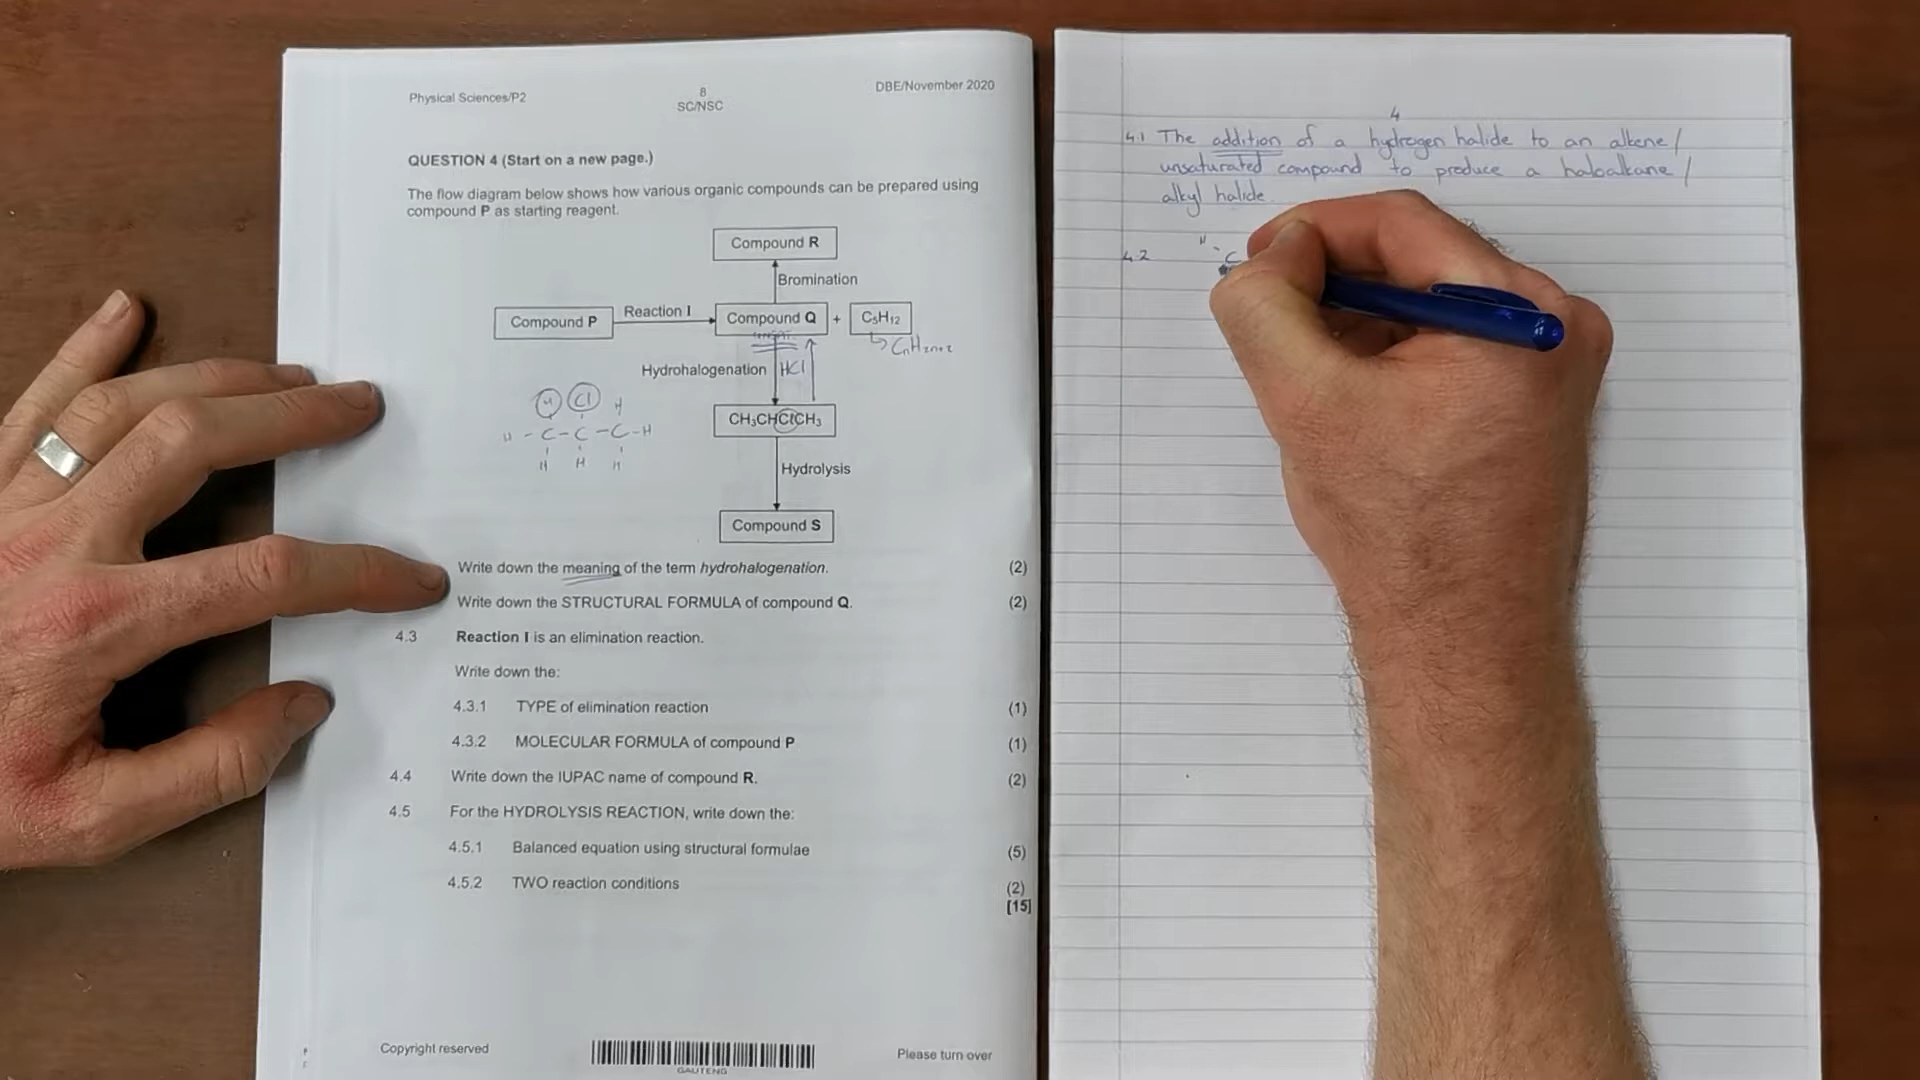 Physical Sciences/P2
8
SC/NSC
DBE/November 2020
QUESTION 4 (Start on a new page.)
The flow diagram below shows how various organic compounds can be prepared using
compound P as starting reagent.
Compound R
Bromination
Compound P
Reaction I
Compound Q
+
C₅H₁₂
CnH2n+2
Hydrohalogenation
HCl
H Cl H
H - C - C - C - H
H H H
CH₃CHCℓCH₃
Hydrolysis
Compound S
Write down the meaning of the term hydrohalogenation. (2)
Write down the STRUCTURAL FORMULA of compound Q. (2)
4.3 Reaction I is an elimination reaction.
Write down the:
4.3.1 TYPE of elimination reaction (1)
4.3.2 MOLECULAR FORMULA of compound P (1)
4.4 Write down the IUPAC name of compound R. (2)
4.5 For the HYDROLYSIS REACTION, write down the:
4.5.1 Balanced equation using structural formulae (5)
4.5.2 TWO reaction conditions (2)
[15]
Copyright reserved
GAUTENG
Please turn over
4
4.1 The addition of a hydrogen halide to an alkene/
unsaturated compound to produce a haloalkane/
alkyl halide.
4.2 H
C